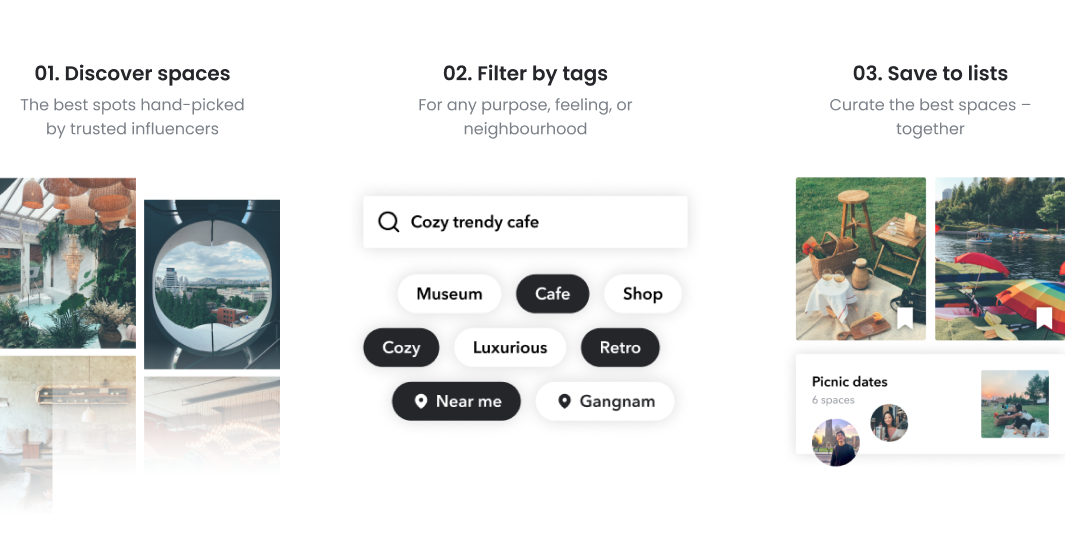 01. Discover spaces
The best spots hand-picked
by trusted influencers
02. Filter by tags
For any purpose, feeling, or
neighbourhood
Cozy trendy cafe
Museum
Cafe
Shop
Cozy
Luxurious
Retro
Near me
Gangnam
03. Save to lists
Curate the best spaces –
together
Picnic dates
6 spaces